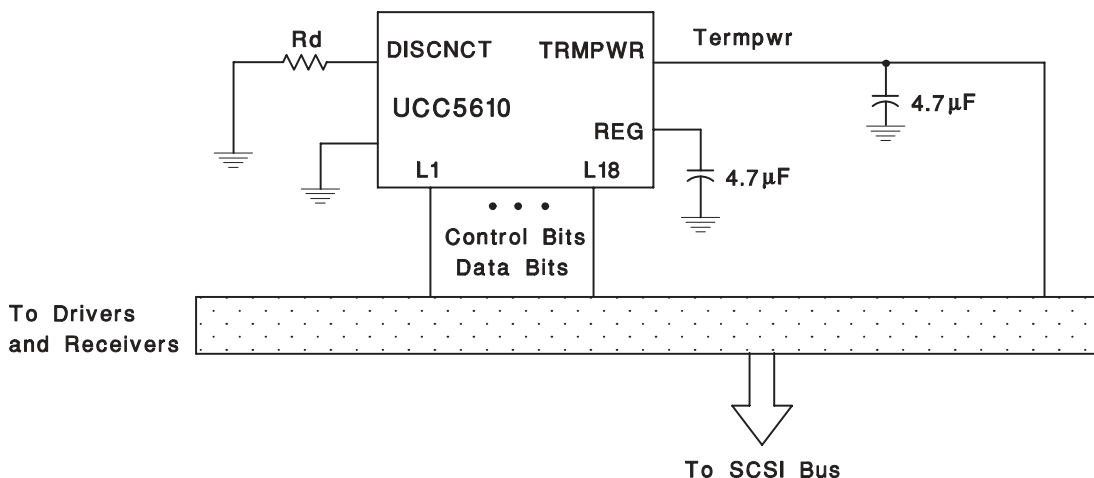 Rd
DISCNCT
TRMPWR
Termpwr
UCC5610
4.7µF
REG
L1
L18
4.7µF
• • •
Control Bits
Data Bits
To Drivers
and Receivers
To SCSI Bus